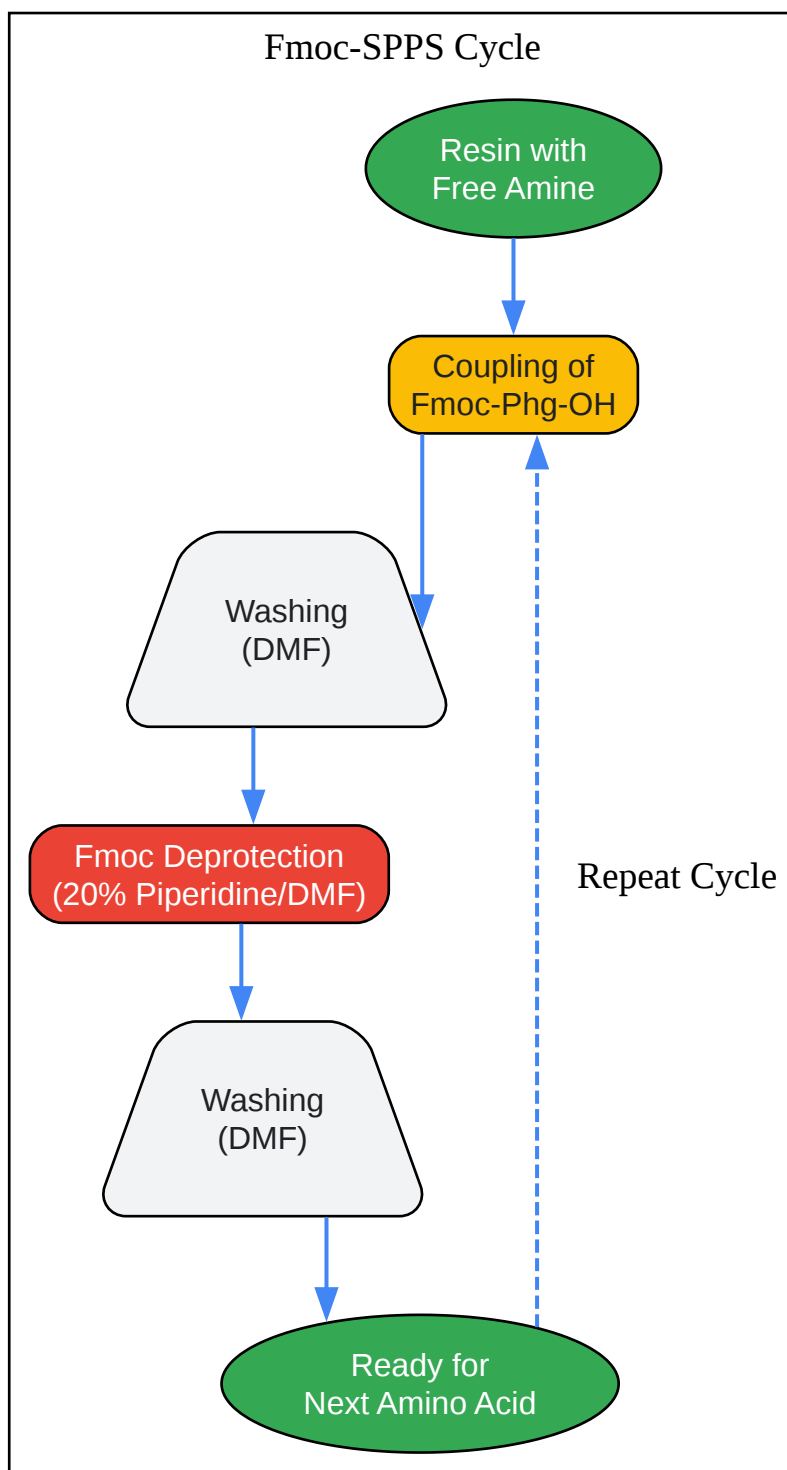 Fmoc-SPPS Cycle
Resin with
Free Amine
Coupling of
Fmoc-Phg-OH
Washing
(DMF)
Fmoc Deprotection
(20% Piperidine/DMF)
Repeat Cycle
Washing
(DMF)
Ready for
Next Amino Acid